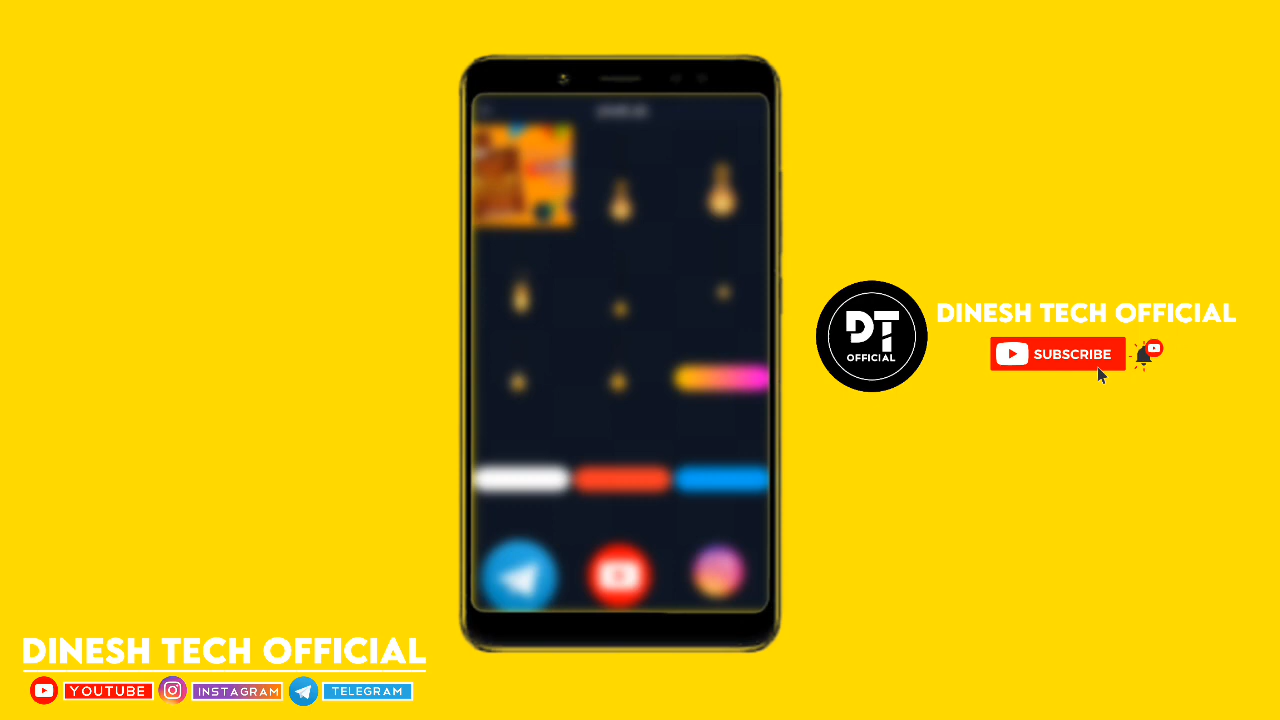 DT
OFFICIAL
DINESH TECH OFFICIAL
SUBSCRIBE
DINESH TECH OFFICIAL
YOUTUBE INSTAGRAM TELEGRAM